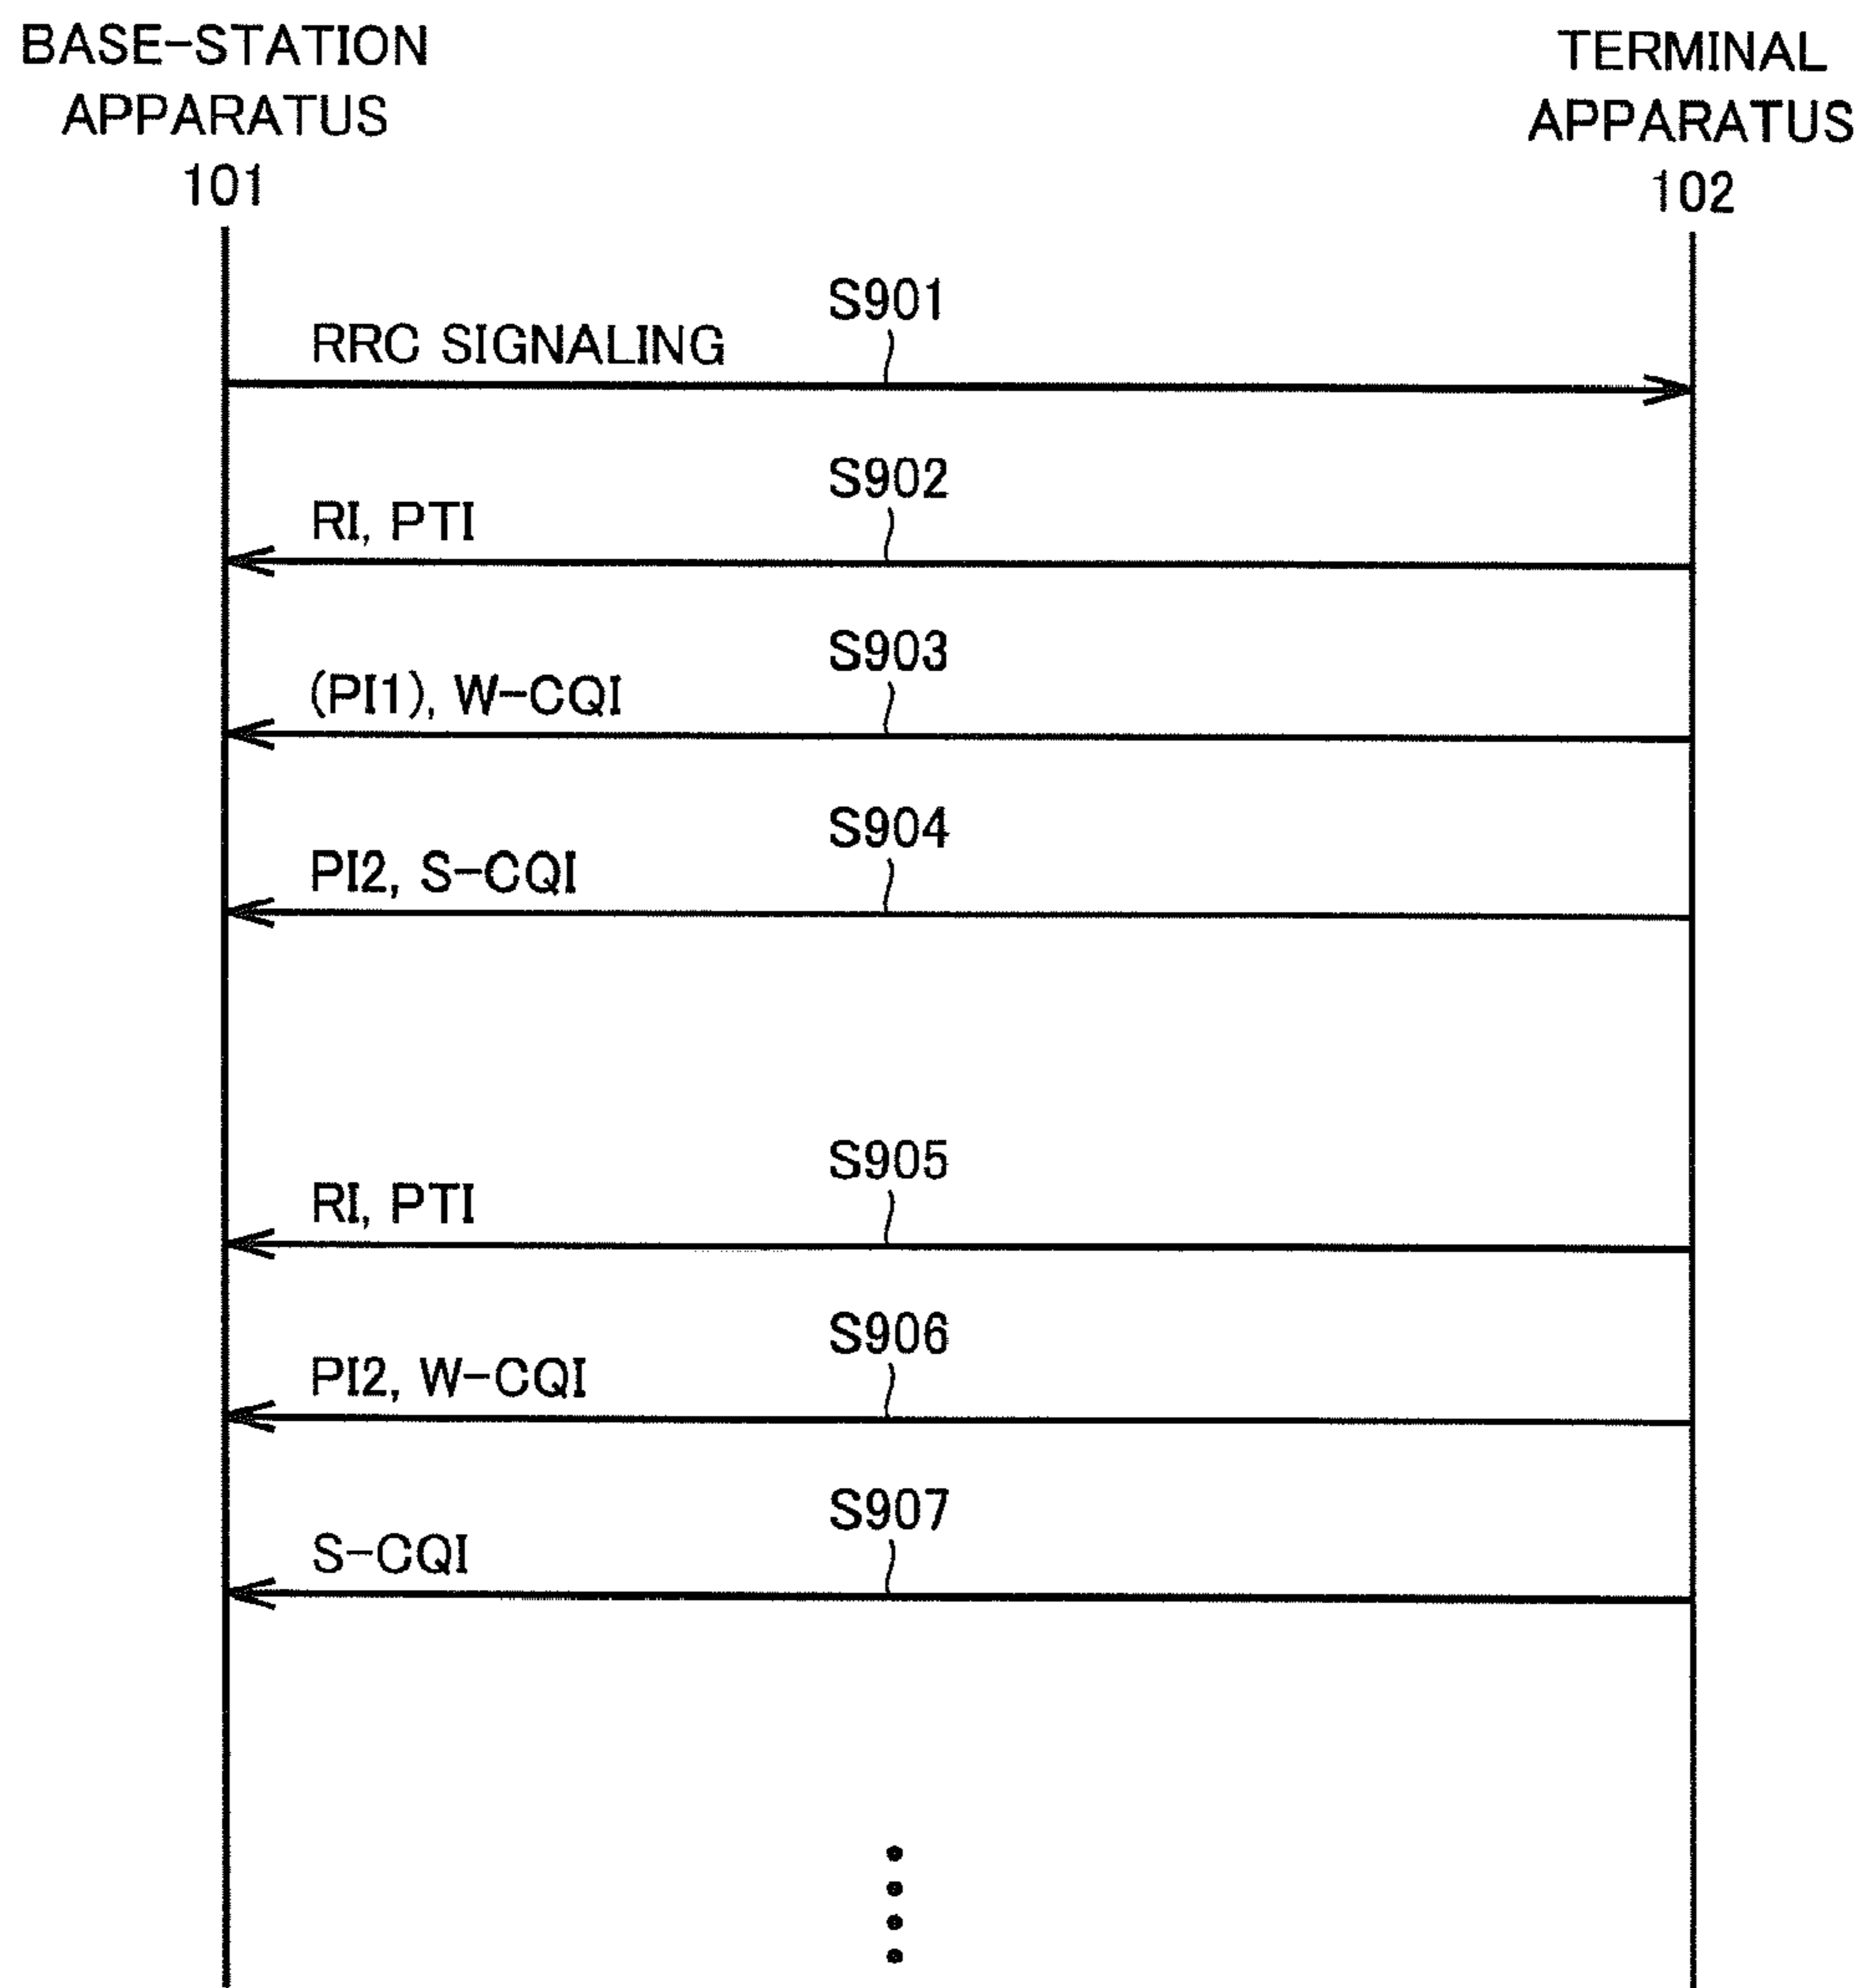 BASE-STATION
APPARATUS
101
TERMINAL
APPARATUS
102
S901
RRC SIGNALING
S902
RI, PTI
S903
(PI1), W-CQI
S904
PI2, S-CQI
S905
RI, PTI
S906
PI2, W-CQI
S907
S-CQI